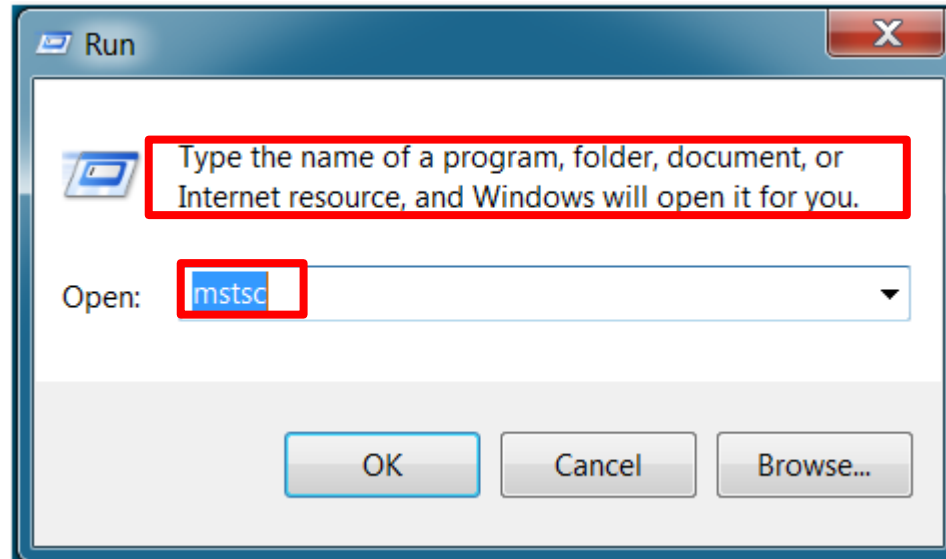 Run
Type the name of a program, folder, document, or
Internet resource, and Windows will open it for you.
Open: mstsc
OK Cancel Browse...